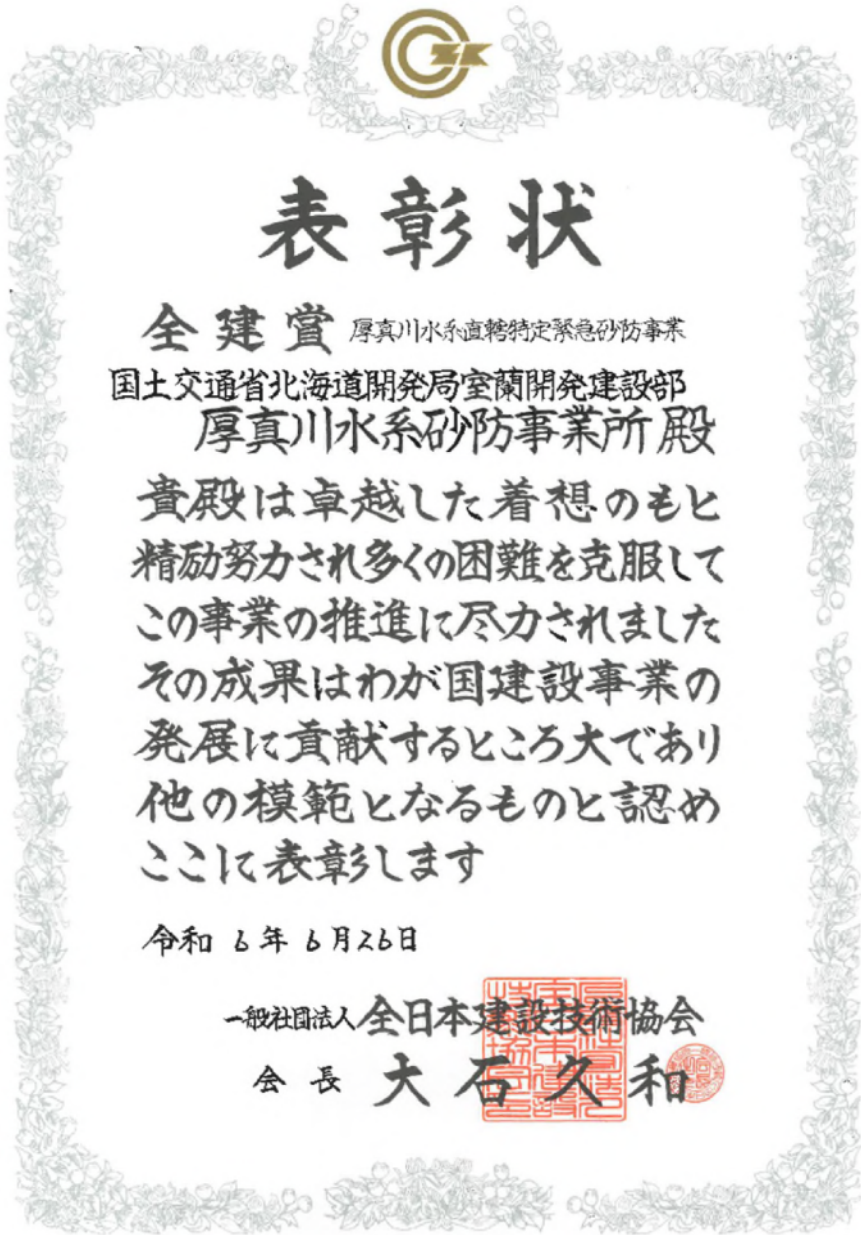 表彰状
全建賞 厚真川水系直轄特定緊急砂防事業
国土交通省北海道開発局室蘭開発建設部
厚真川水系砂防事業所 殿
貴殿は卓越した着想のもと
精励努力され多くの困難を克服して
この事業の推進に尽力されました
その成果はわが国建設事業の
発展に貢献するところ大であり
他の模範となるものと認め
ここに表彰します
令和 6年 6月26日
一般社団法人 全日本建設技術協会
会長 大石久和